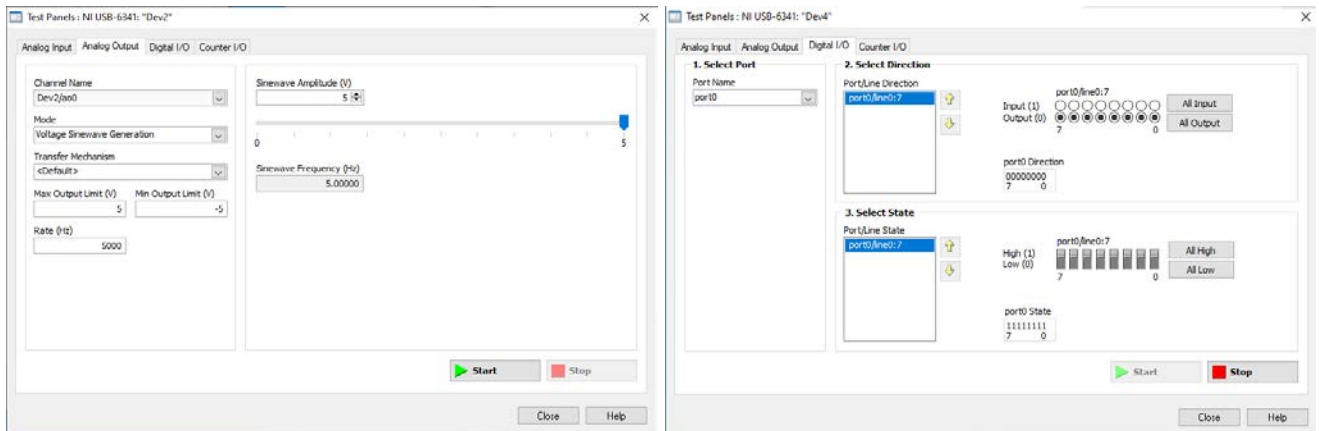 Test Panels : NI USB-6341: "Dev2"
Analog Input Analog Output Digital I/O Counter I/O
Channel Name
Dev2/ao0
Mode
Voltage Sinewave Generation
Transfer Mechanism
<Default>
Max Output Limit (V) Min Output Limit (V)
5 -5
Rate (Hz)
5000
Sinewave Amplitude (V)
5
0 5
Sinewave Frequency (Hz)
5.00000
Start Stop
Close Help
Test Panels : NI USB-6341: "Dev4"
Analog Input Analog Output Digital I/O Counter I/O
1. Select Port
Port Name
port0
2. Select Direction
Port/Line Direction
port0/line0:7
port0/line0:7
Input (1) All Input
Output (0) All Output
7 0
port0 Direction
00000000
7 0
3. Select State
Port/Line State
port0/line0:7
port0/line0:7
High (1) All High
Low (0) All Low
7 0
port0 State
11111111
7 0
Start Stop
Close Help